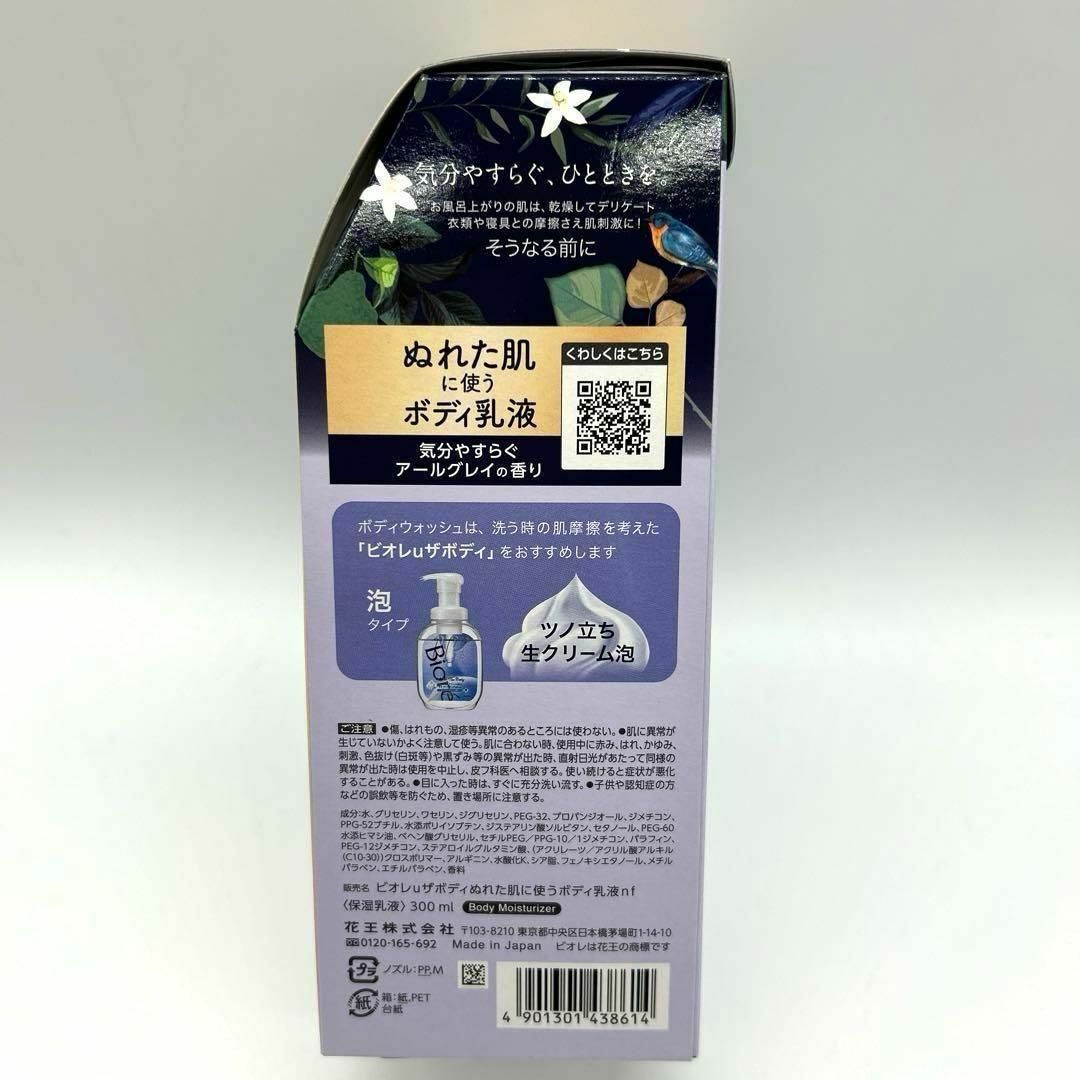 気分やすらぐ、ひとときを。
お風呂上がりの肌は、乾燥してデリケート
衣類や寝具との摩擦さえ肌刺激に!
そうなる前に
ぬれた肌
に使う
ボディ乳液
くわしくはこちら
気分やすらぐ
アールグレイの香り
ボディウォッシュは、洗う時の肌摩擦を考えた
「ビオレuザボディ」をおすすめします
泡
タイプ
Bioré
ツノ立ち
生クリーム泡
ご注意 ●傷、はれもの、湿疹等異常のあるところには使わない。●肌に異常が
生じていないかよく注意して使う。肌に合わない時、使用中に赤み、はれ、かゆみ、
刺激、色抜け(白斑等)や黒ずみ等の異常が出た時、直射日光があたって同様の
異常が出た時は使用を中止し、皮フ科医へ相談する。使い続けると症状が悪化
することがある。●目に入った時は、すぐに充分洗い流す。●子供や認知症の方
などの誤飲等を防ぐため、置き場所に注意する。
成分:水、グリセリン、ワセリン、ジグリセリン、PEG-32、プロパンジオール、ジメチコン、
PPG-52ブチル、水添ポリイソブテン、ジステアリン酸ソルビタン、セタノール、PEG-60
水添ヒマシ油、ベヘン酸グリセリル、セチルPEG/PPG-10/1ジメチコン、パラフィン、
PEG-12ジメチコン、ステアロイルグルタミン酸、(アクリレーツ/アクリル酸アルキル
(C10-30))クロスポリマー、アルギニン、水酸化K、シア脂、フェノキシエタノール、メチル
パラベン、エチルパラベン、香料
販売名 ビオレuザボディぬれた肌に使うボディ乳液nf
〈保湿乳液〉300ml Body Moisturizer
花王株式会社 〒103-8210 東京都中央区日本橋茅場町1-14-10
0120-165-692 Made in Japan ビオレは花王の商標です
プラ ノズル:PP,M
紙 箱:紙,PET
台紙
4 901301 438614